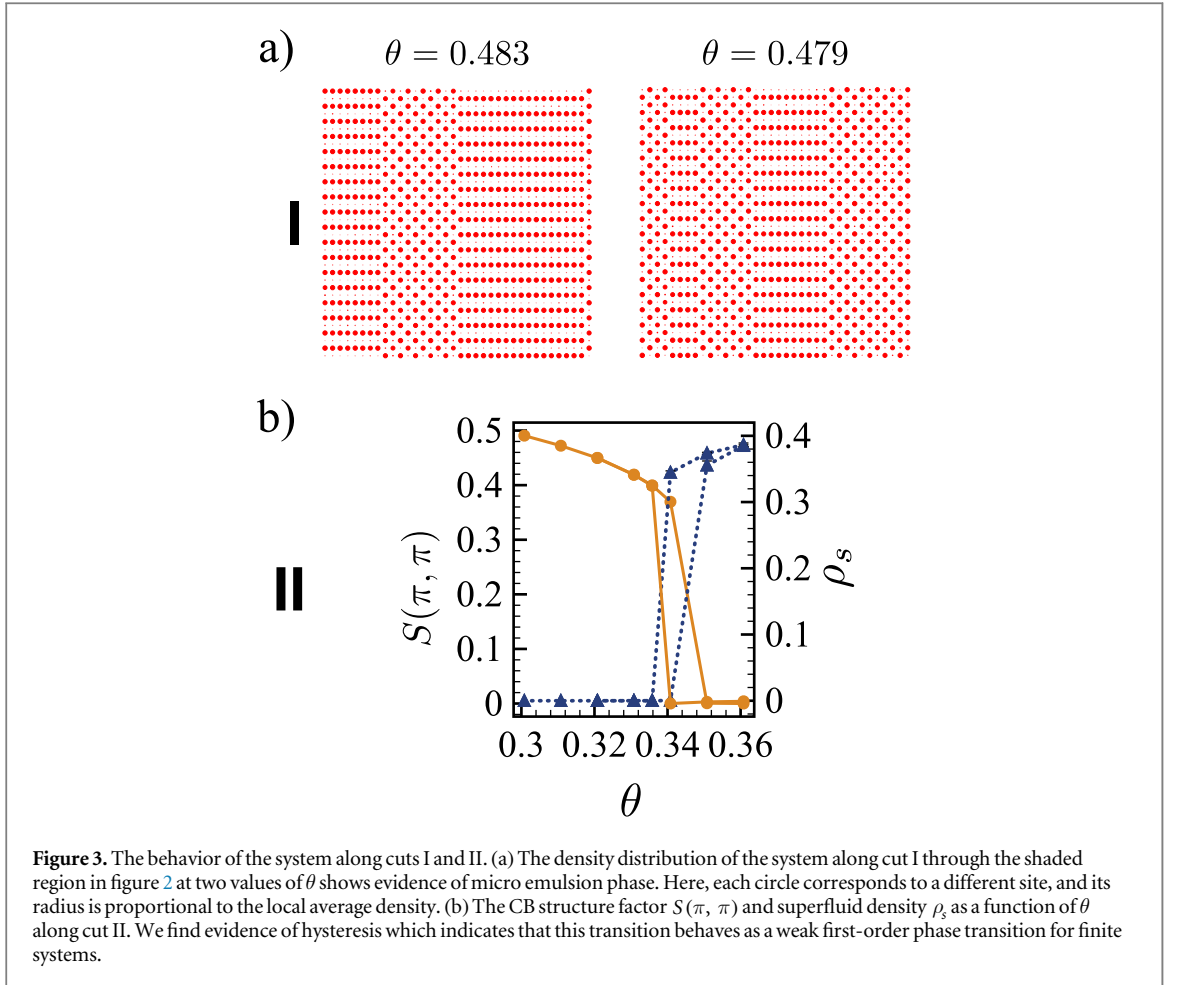 a)
θ = 0.483
θ = 0.479
I
b)
II
S(π, π)
0.5
0.4
0.3
0.2
0.1
0
0.4
0.3
0.2
0.1
0
ρs
0.3 0.32 0.34 0.36
θ
Figure 3. The behavior of the system along cuts I and II. (a) The density distribution of the system along cut I through the shaded
region in figure 2 at two values of θ shows evidence of micro emulsion phase. Here, each circle corresponds to a different site, and its
radius is proportional to the local average density. (b) The CB structure factor S(π, π) and superfluid density ρs as a function of θ
along cut II. We find evidence of hysteresis which indicates that this transition behaves as a weak first-order phase transition for finite
systems.